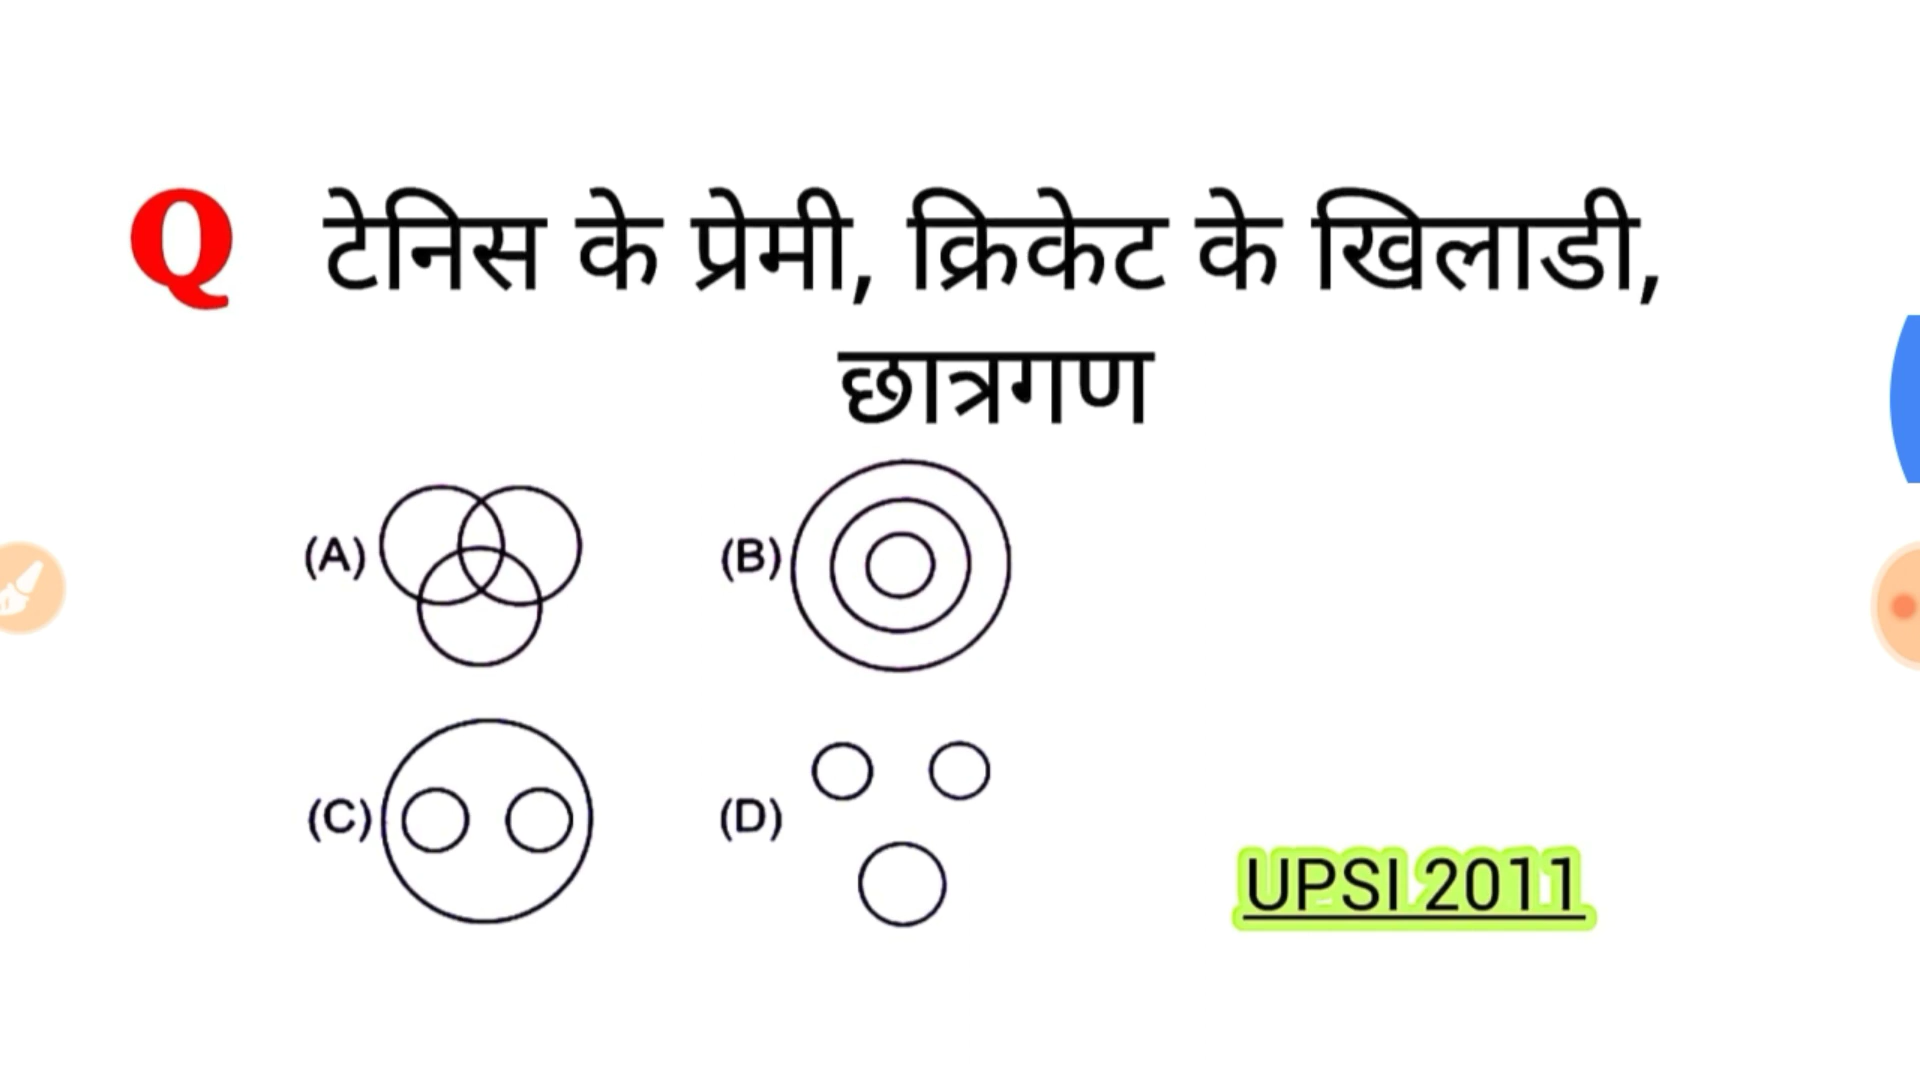 Q टेनिस के प्रेमी, क्रिकेट के खिलाडी,
छात्रगण
(A) (B)
(C) (D)
UPSI 2011